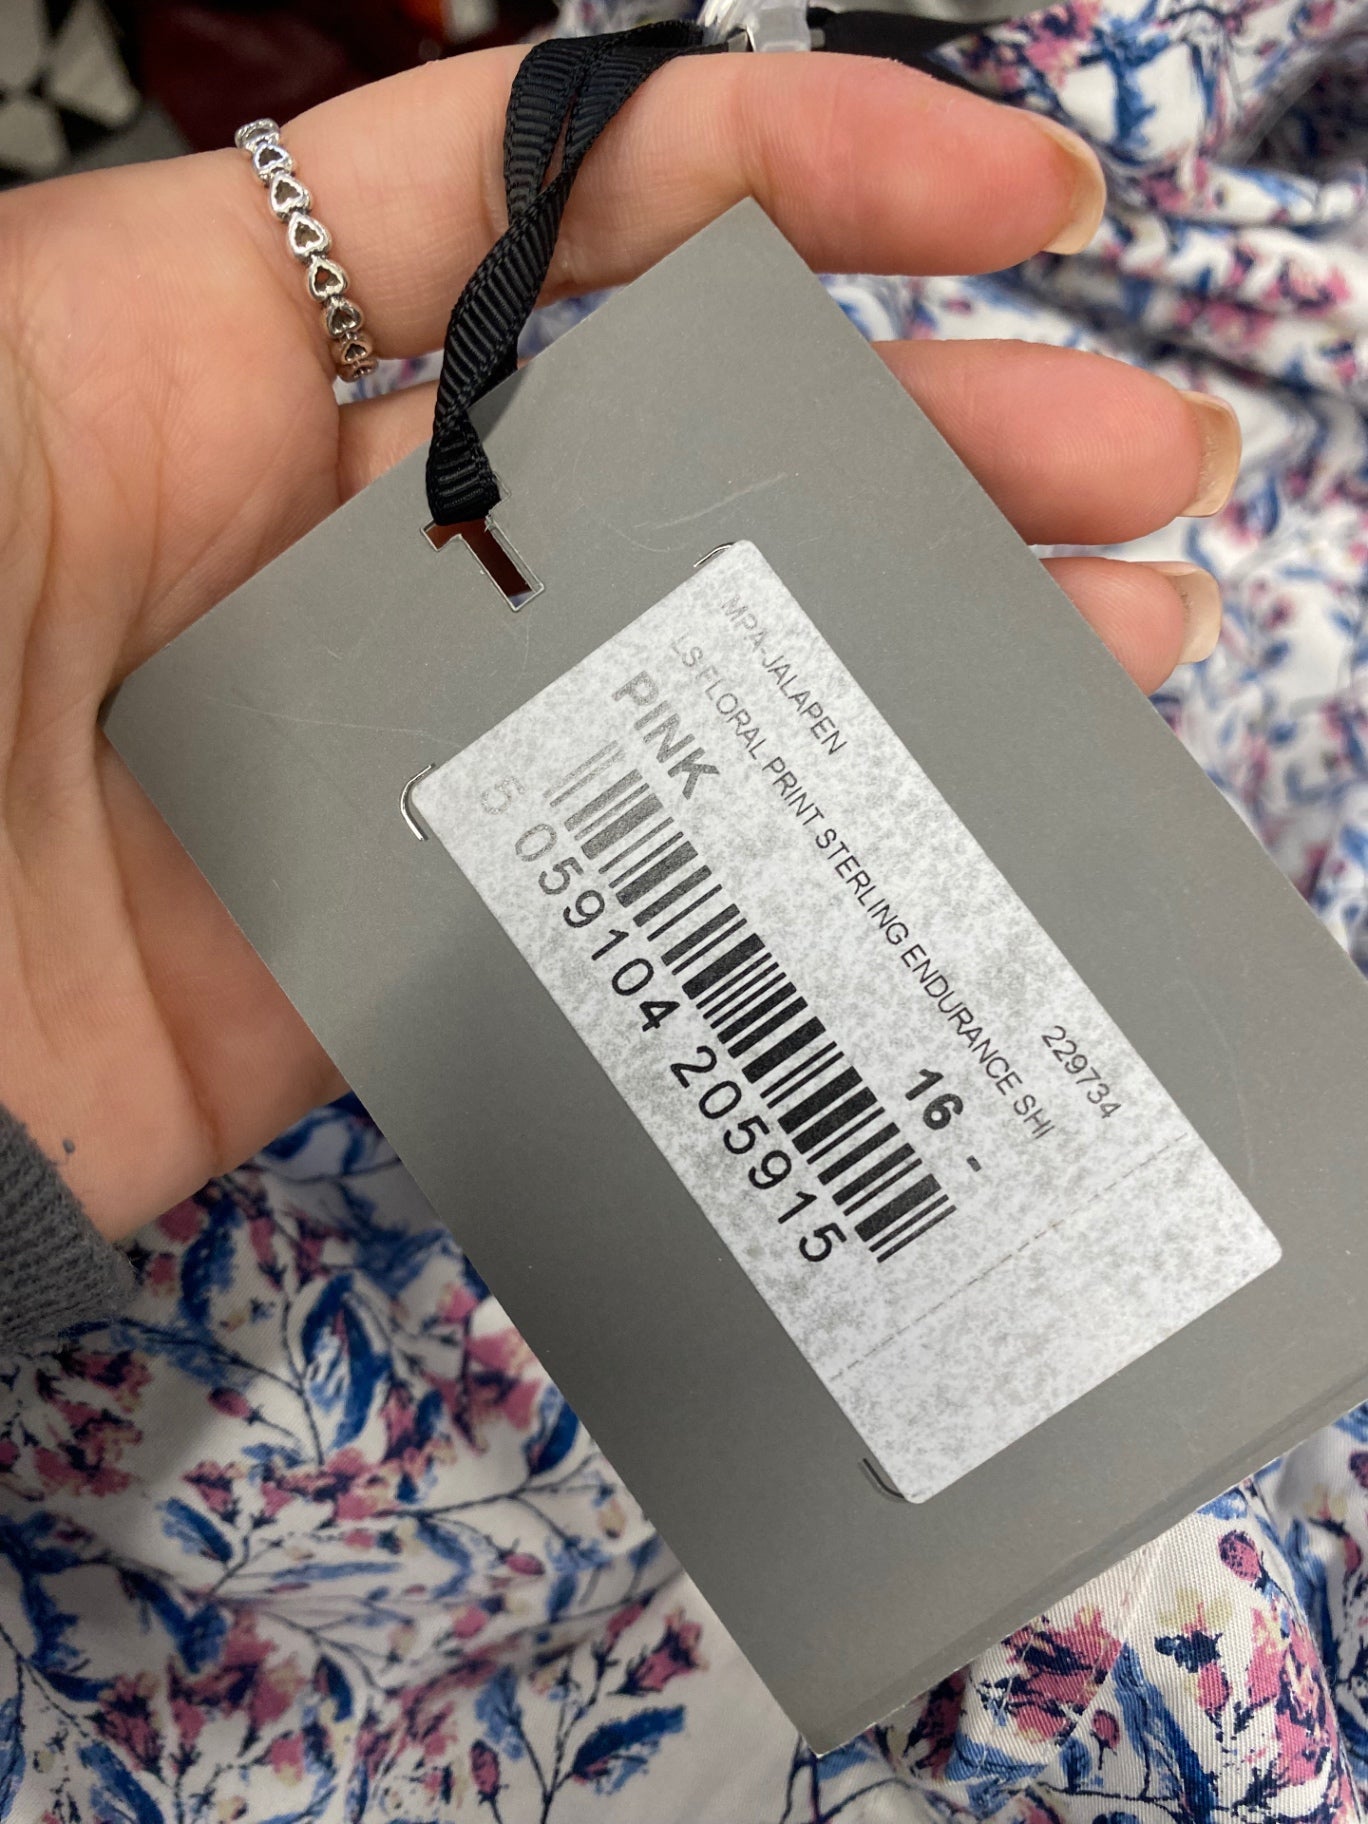 MPA-JALAPEN 229734
LS FLORAL PRINT STERLING ENDURANCE SHI
PINK 16 -
5 059104 205915